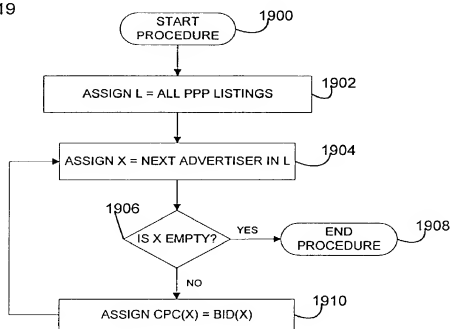 19
START
PROCEDURE
1900
1902
ASSIGN L = ALL PPP LISTINGS
1904
ASSIGN X = NEXT ADVERTISER IN L
1906
IS X EMPTY?
YES
END
PROCEDURE
1908
NO
1910
ASSIGN CPC(X) = BID(X)